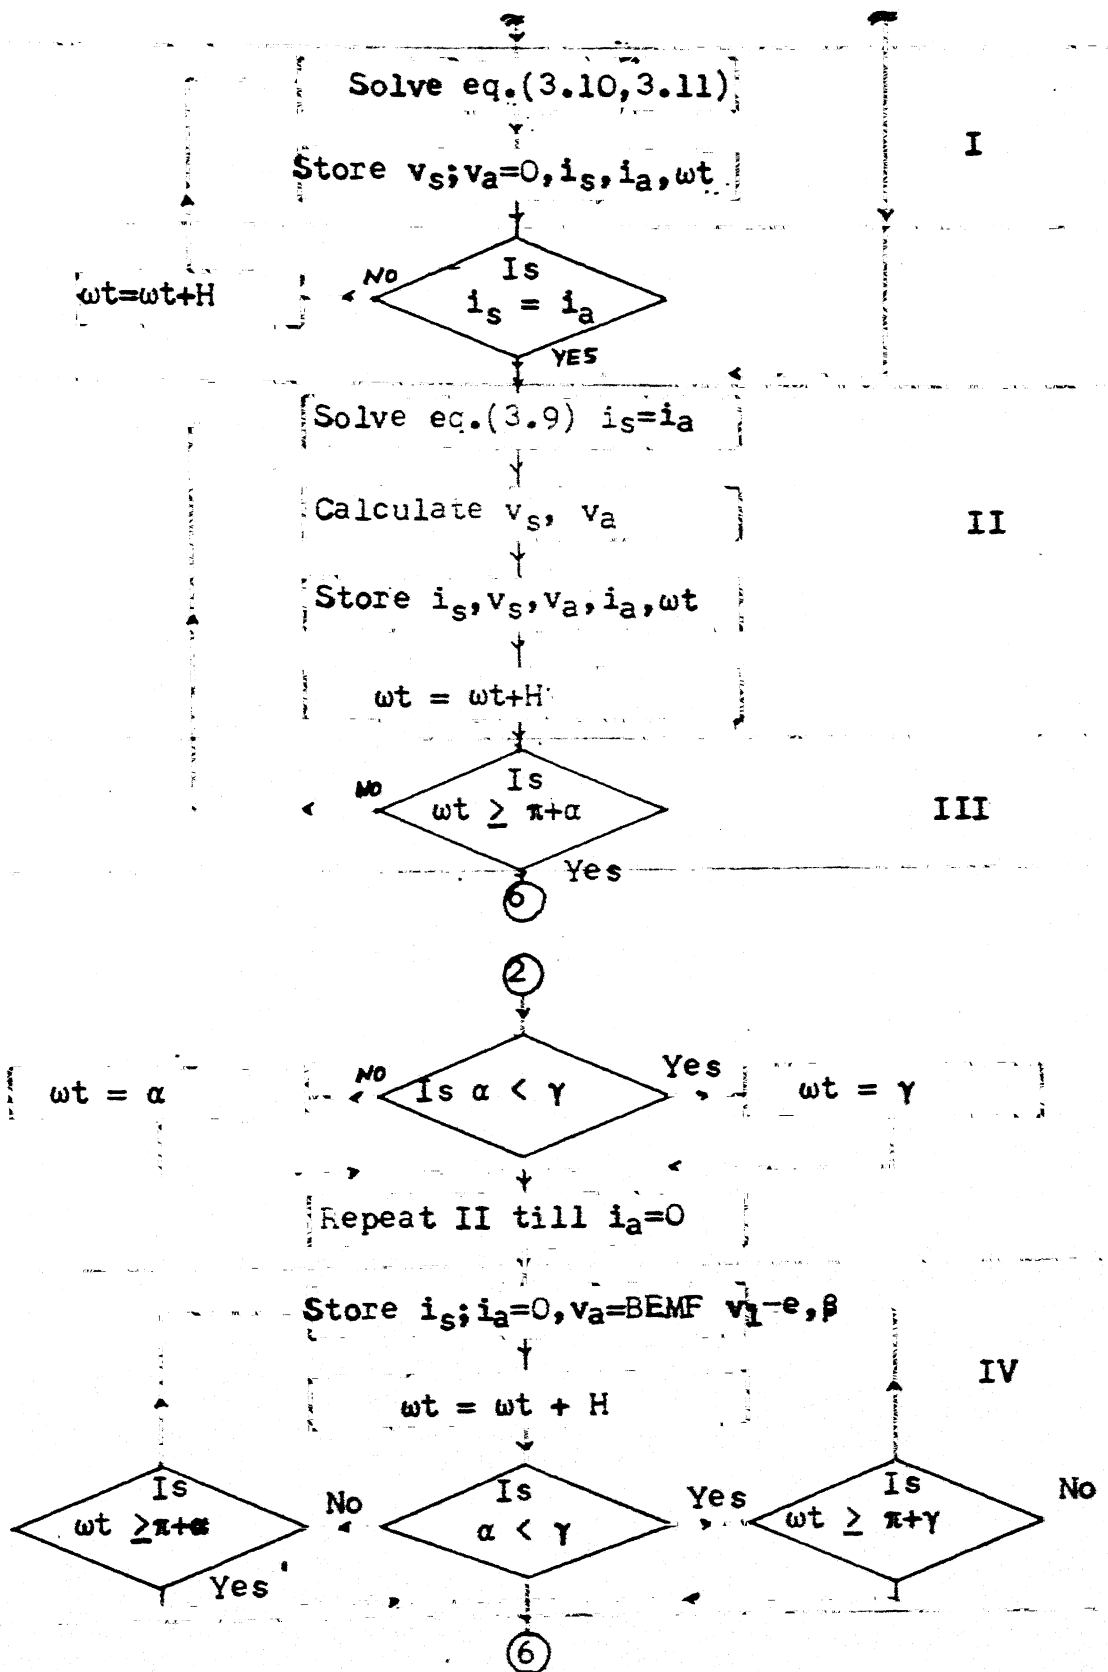 Solve eq.(3.10,3.11)
I
Store vs;va=0,is,ia,ωt
NO
Is
is = ia
ωt=ωt+H
YES
Solve eq.(3.9) is=ia
Calculate vs, va
II
Store is,vs,va,ia,ωt
ωt = ωt+H
NO
Is
ωt ≥ π+α
III
Yes
6
2
ωt = α
NO
Is α < γ
Yes
ωt = γ
Repeat II till ia=0
Store is;ia=0,va=BEMF v1-e,β
IV
ωt = ωt + H
Is
ωt ≥π+α
No
Yes
Is
α < γ
Yes
Is
ωt ≥ π+γ
No
6